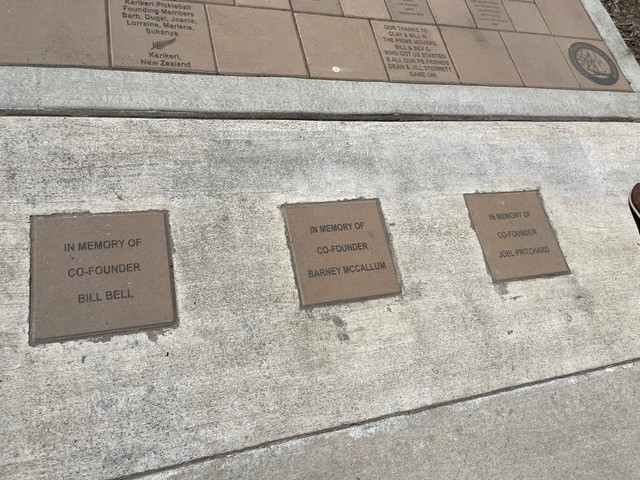 Kerikeri Pickleball
Founding Members
Barb, Dugal, Joanie,
Lorraine, Marlene,
Sukanya
Kerikeri,
New Zealand
OUR THANKS TO
CLAY & BILL W.
THE PRIME MOVERS,
BILL & BEV G.
WHO GOT US STARTED
& ALL OUR PB FRIENDS
DEAN & JILL STERRETT
GAME ON!
IN MEMORY OF
CO-FOUNDER
BILL BELL
IN MEMORY OF
CO-FOUNDER
BARNEY MCCALLUM
IN MEMORY OF
CO-FOUNDER
JOEL PRITCHARD